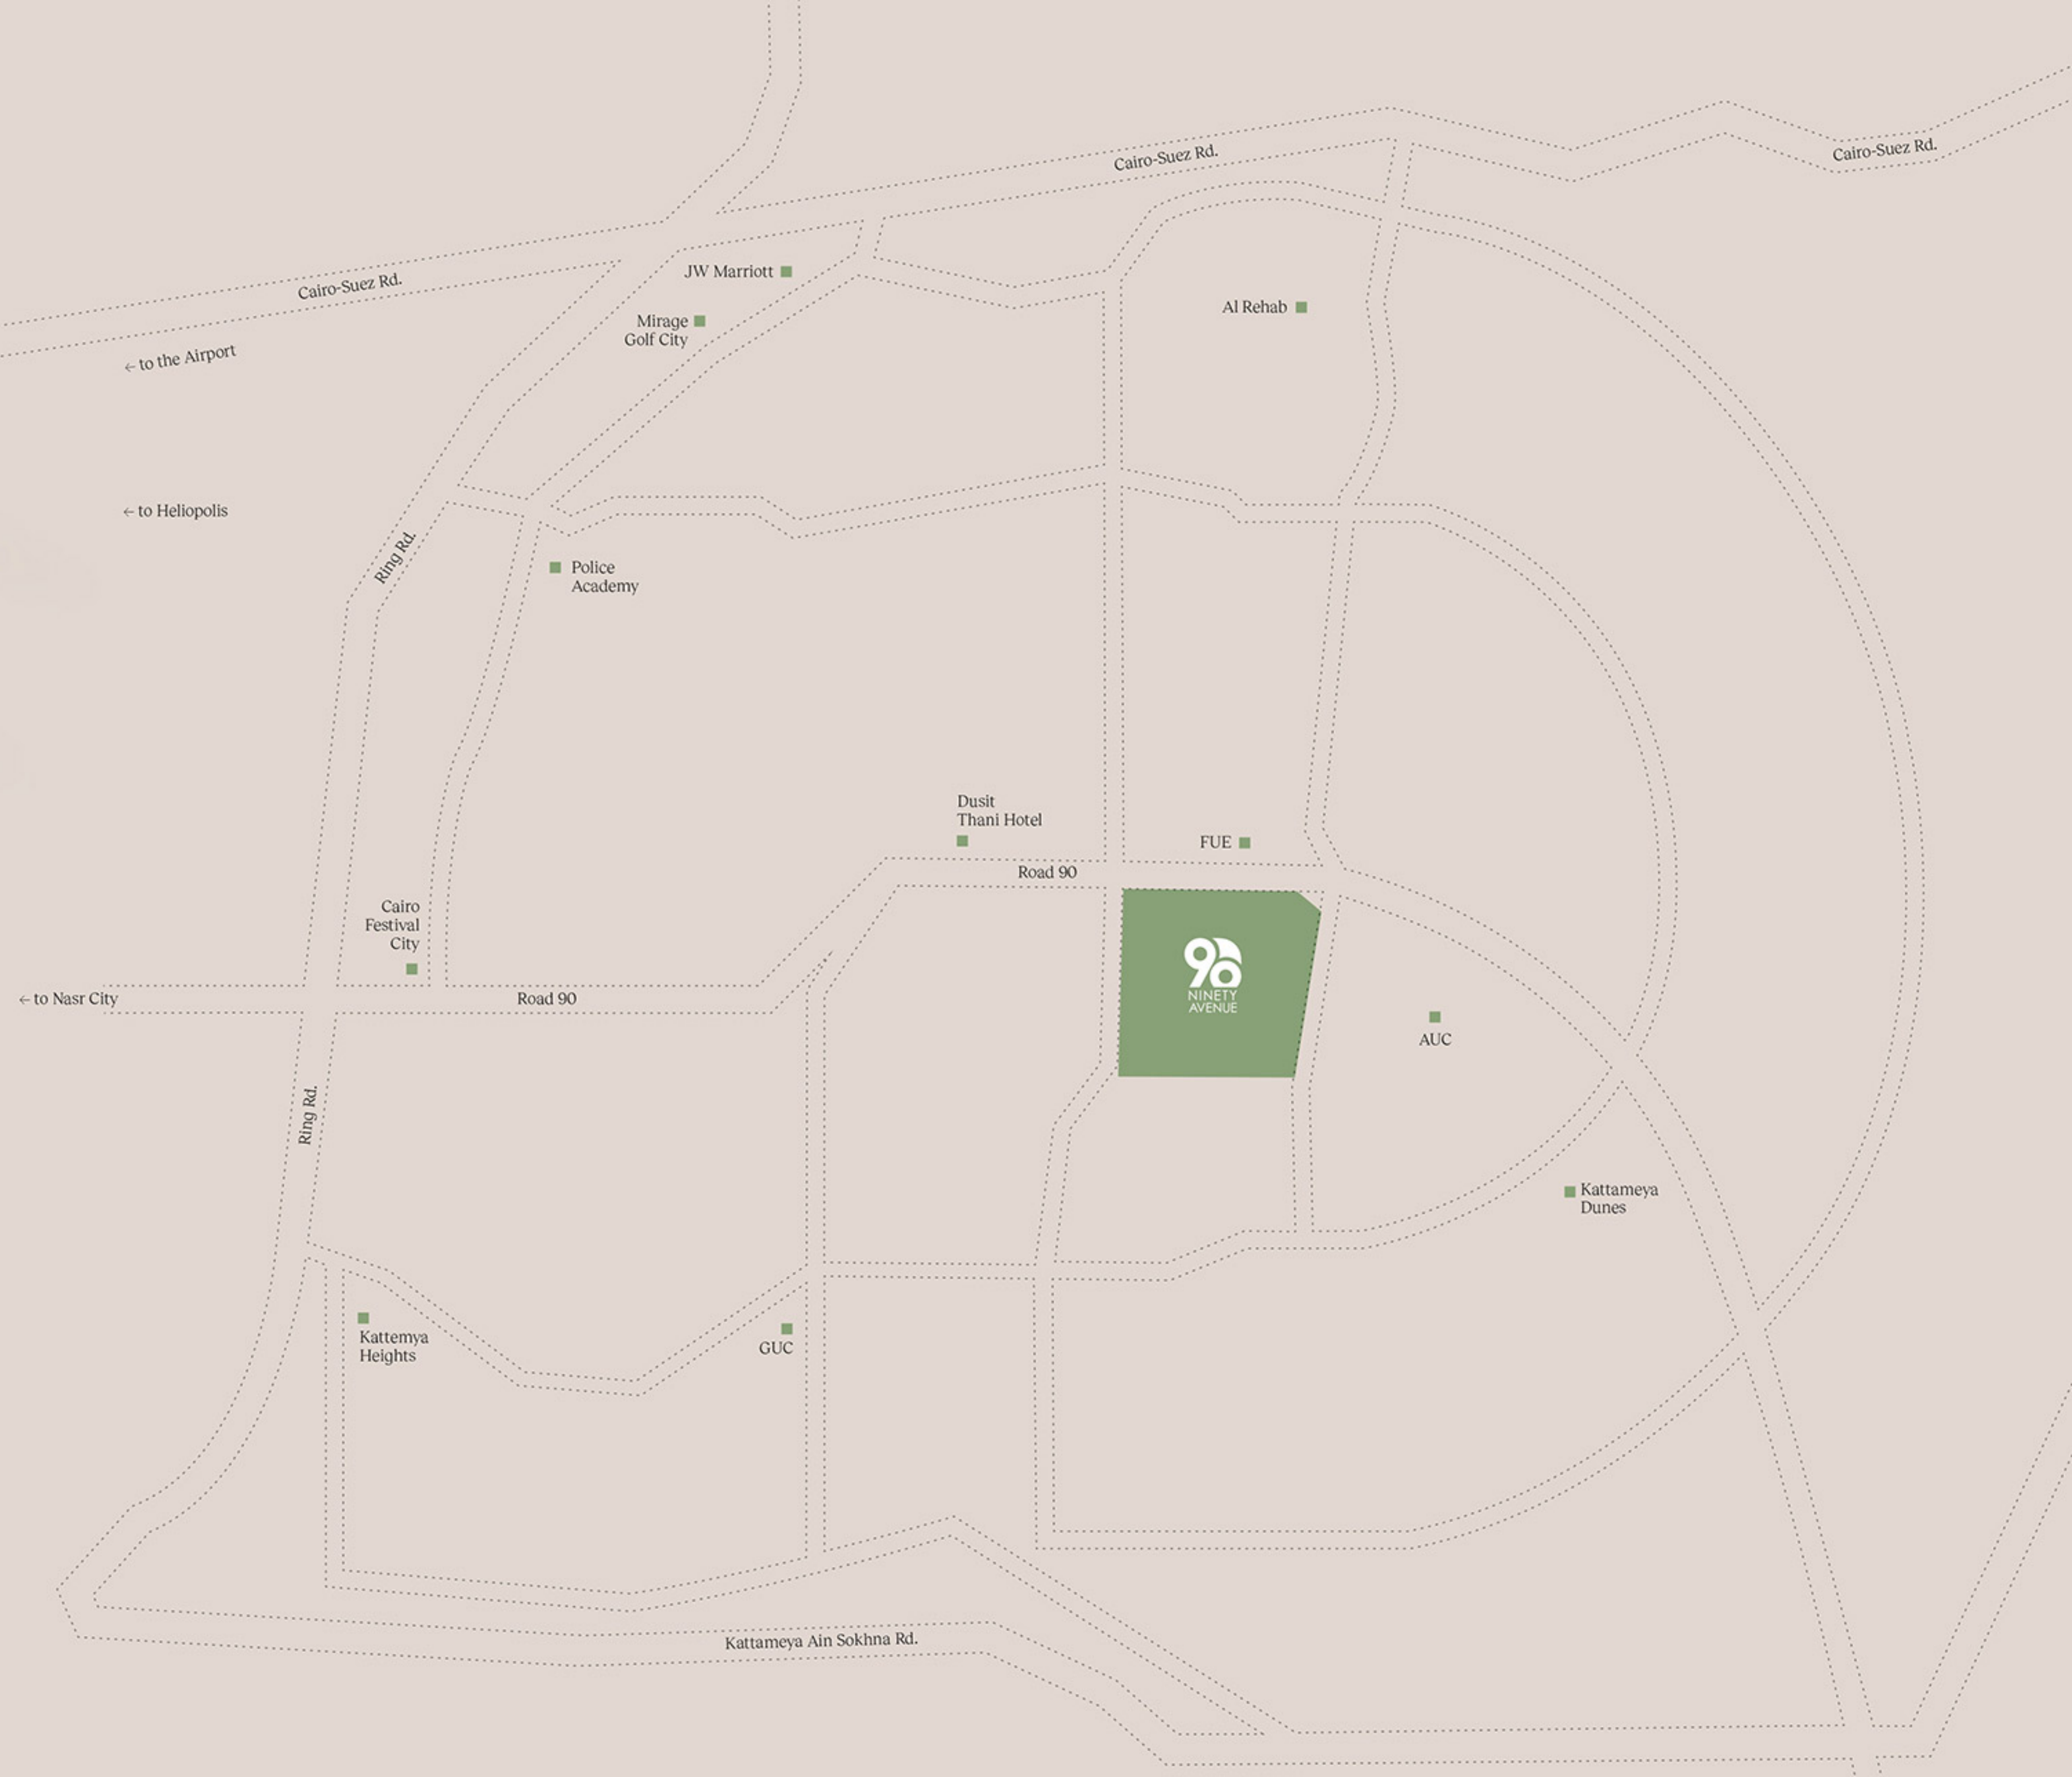 Cairo-Suez Rd.
Cairo-Suez Rd.
JW Marriott
Cairo-Suez Rd.
Al Rehab
Mirage
Golf City
← to the Airport
← to Heliopolis
Ring Rd.
Police
Academy
Dusit
Thani Hotel
FUE
Road 90
Cairo
Festival
City
90
NINETY
AVENUE
← to Nasr City
Road 90
AUC
Ring Rd.
Kattameya
Dunes
Kattemya
Heights
GUC
Kattameya Ain Sokhna Rd.